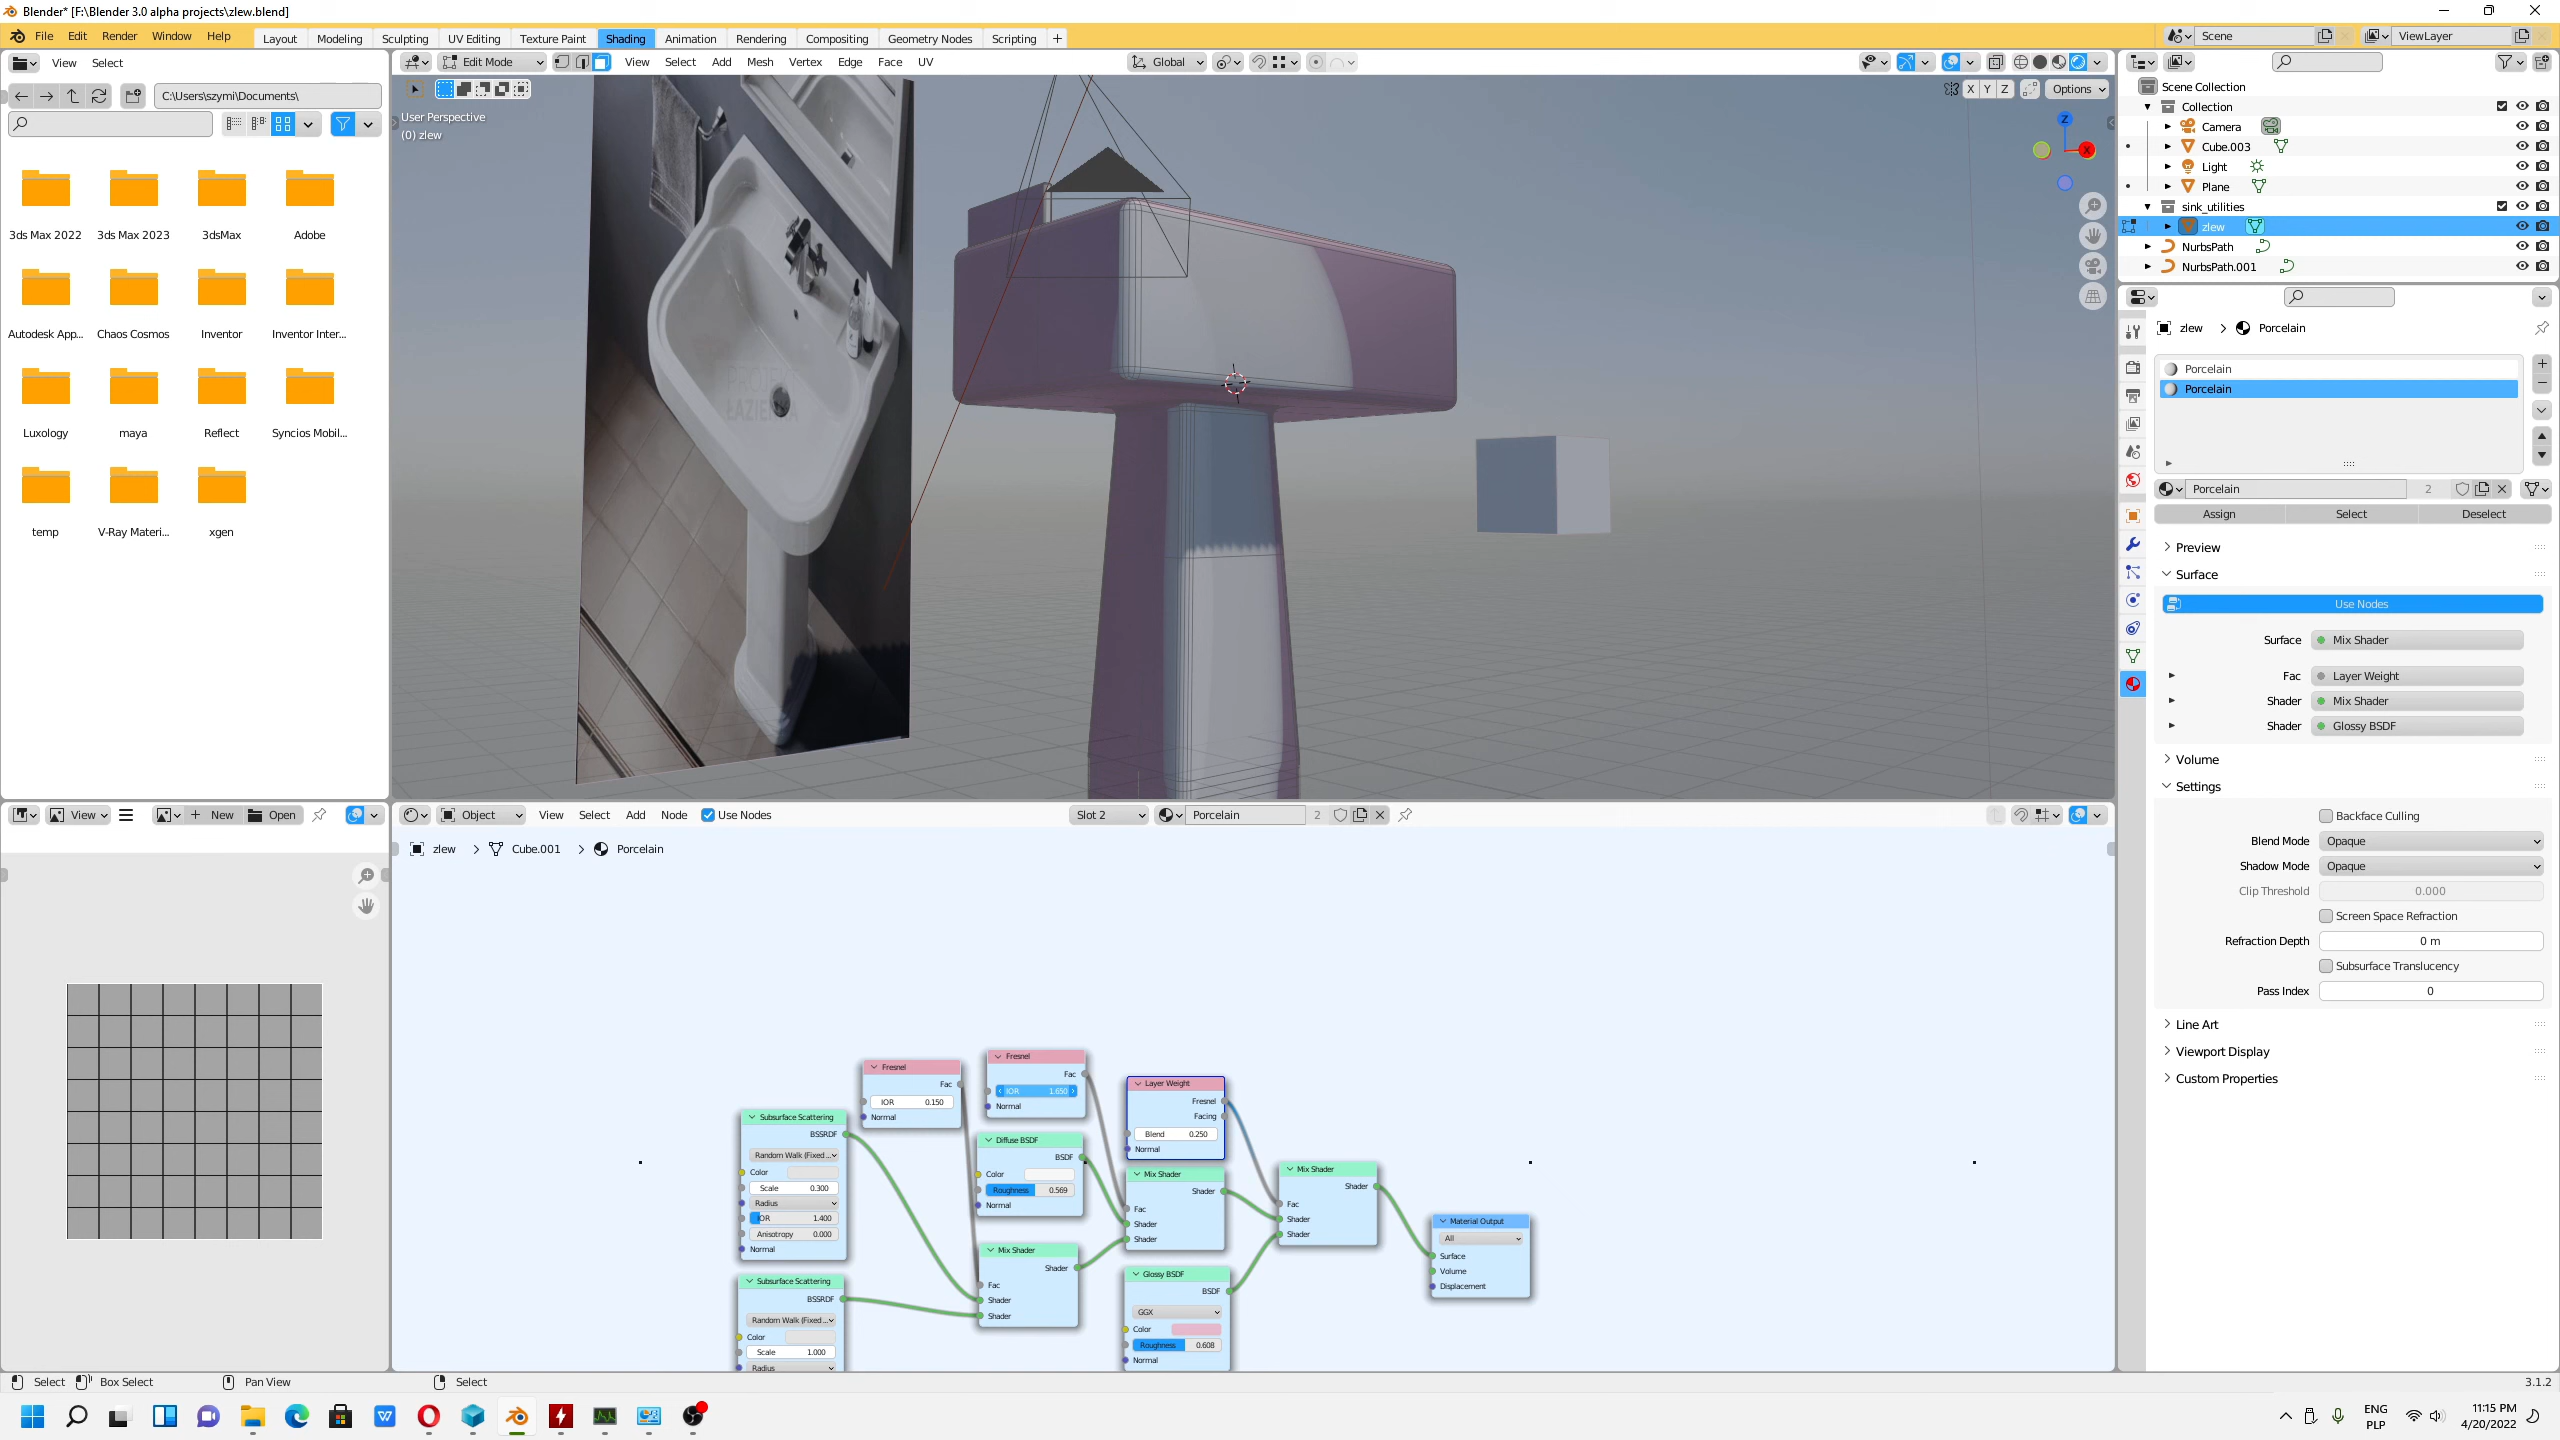 Blender* [F:\Blender 3.0 alpha projects\zlew.blend]
File Edit Render Window Help Layout Modeling Sculpting UV Editing Texture Paint Shading Animation Rendering Compositing Geometry Nodes Scripting + Scene ViewLayer
View Select
Edit Mode View Select Add Mesh Vertex Edge Face UV Global
C:\Users\szymi\Documents\
X Y Z Options
User Perspective
(0) zlew
Z
X
3ds Max 2022 3ds Max 2023 3dsMax Adobe
Autodesk App... Chaos Cosmos Inventor Inventor Inter...
Luxology maya Reflect Syncios Mobil...
temp V-Ray Materi... xgen
PROJEKT
ŁAZIENKA
Scene Collection
Collection
Camera
Cube.003
Light
Plane
sink_utilities
zlew
NurbsPath
NurbsPath.001
zlew > Porcelain
Porcelain
Porcelain
Porcelain 2
Assign Select Deselect
Preview
Surface
Use Nodes
Surface Mix Shader
Fac Layer Weight
Shader Mix Shader
Shader Glossy BSDF
Volume
Settings
Backface Culling
Blend Mode Opaque
Shadow Mode Opaque
Clip Threshold 0.000
Screen Space Refraction
Refraction Depth 0 m
Subsurface Translucency
Pass Index 0
Line Art
Viewport Display
Custom Properties
View New Open
Object View Select Add Node Use Nodes Slot 2 Porcelain 2
zlew > Cube.001 > Porcelain
Fresnel
Fac
IOR 0.150
Normal
Fresnel
Fac
IOR 1.650
Normal
Layer Weight
Fresnel
Facing
Blend 0.250
Normal
Subsurface Scattering
BSSRDF
Random Walk (Fixed ...
Color
Scale 0.300
Radius
IOR 1.400
Anisotropy 0.000
Normal
Diffuse BSDF
BSDF
Color
Roughness 0.569
Normal
Mix Shader
Shader
Fac
Shader
Shader
Mix Shader
Shader
Fac
Shader
Shader
Material Output
All
Surface
Volume
Displacement
Mix Shader
Shader
Fac
Shader
Shader
Glossy BSDF
BSDF
GGX
Color
Roughness 0.608
Normal
Subsurface Scattering
BSSRDF
Random Walk (Fixed ...
Color
Scale 1.000
Radius
Select Box Select Pan View Select 3.1.2
ENG
PLP
11:15 PM
4/20/2022